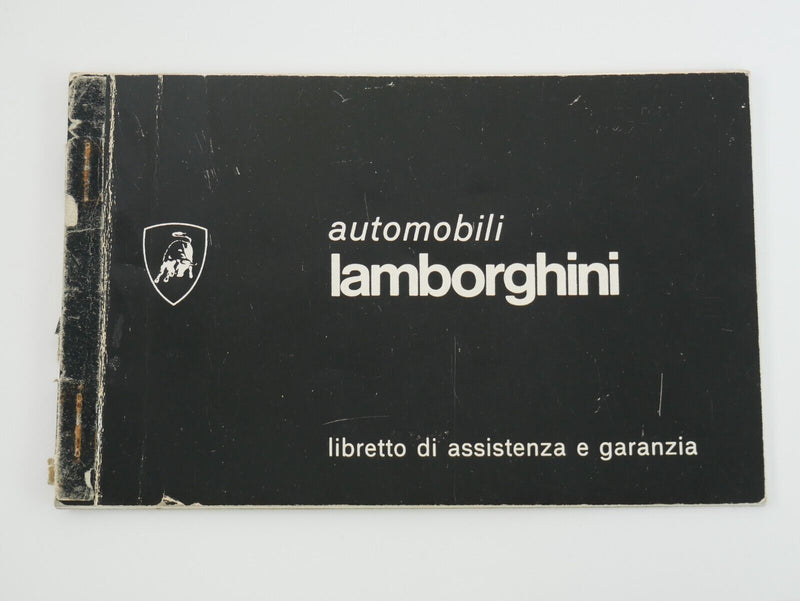 automobili
lamborghini
libretto di assistenza e garanzia